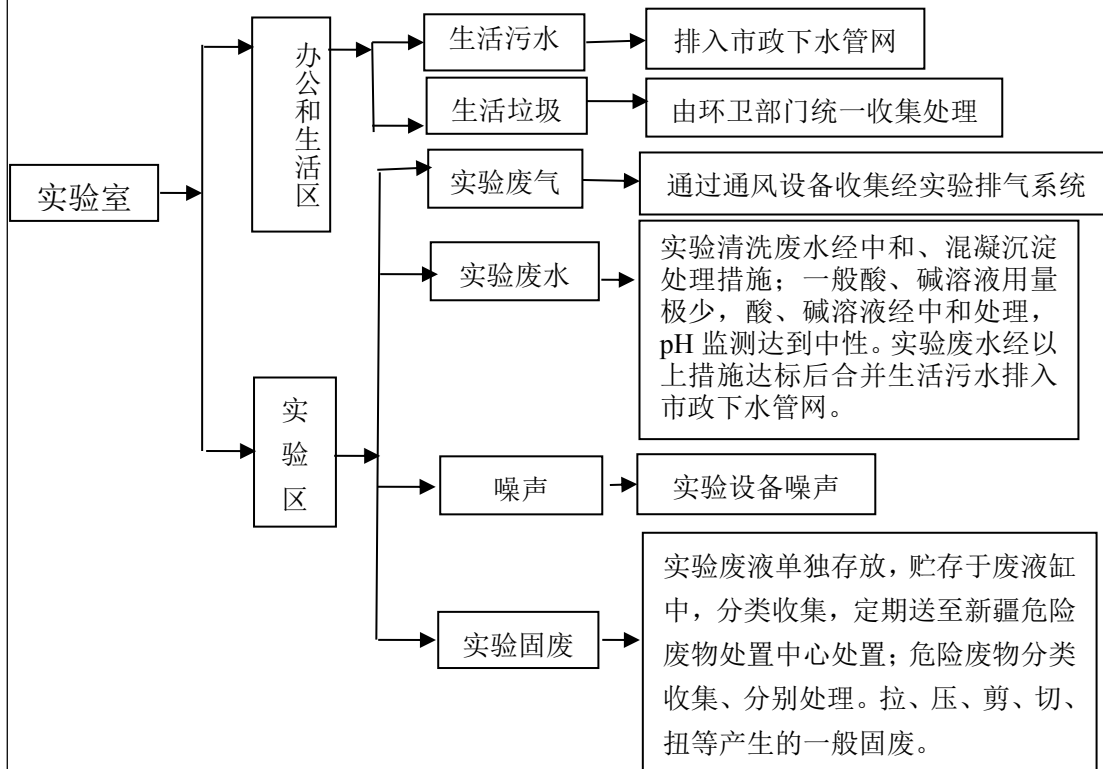 实验室
办公和生活区
生活污水
排入市政下水管网
生活垃圾
由环卫部门统一收集处理
实验区
实验废气
通过通风设备收集经实验排气系统
实验废水
实验清洗废水经中和、混凝沉淀
处理措施；一般酸、碱溶液用量
极少，酸、碱溶液经中和处理，
pH 监测达到中性。实验废水经以
上措施达标后合并生活污水排入
市政下水管网。
噪声
实验设备噪声
实验固废
实验废液单独存放，贮存于废液缸
中，分类收集，定期送至新疆危险
废物处置中心处置；危险废物分类
收集、分别处理。拉、压、剪、切、
扭等产生的一般固废。